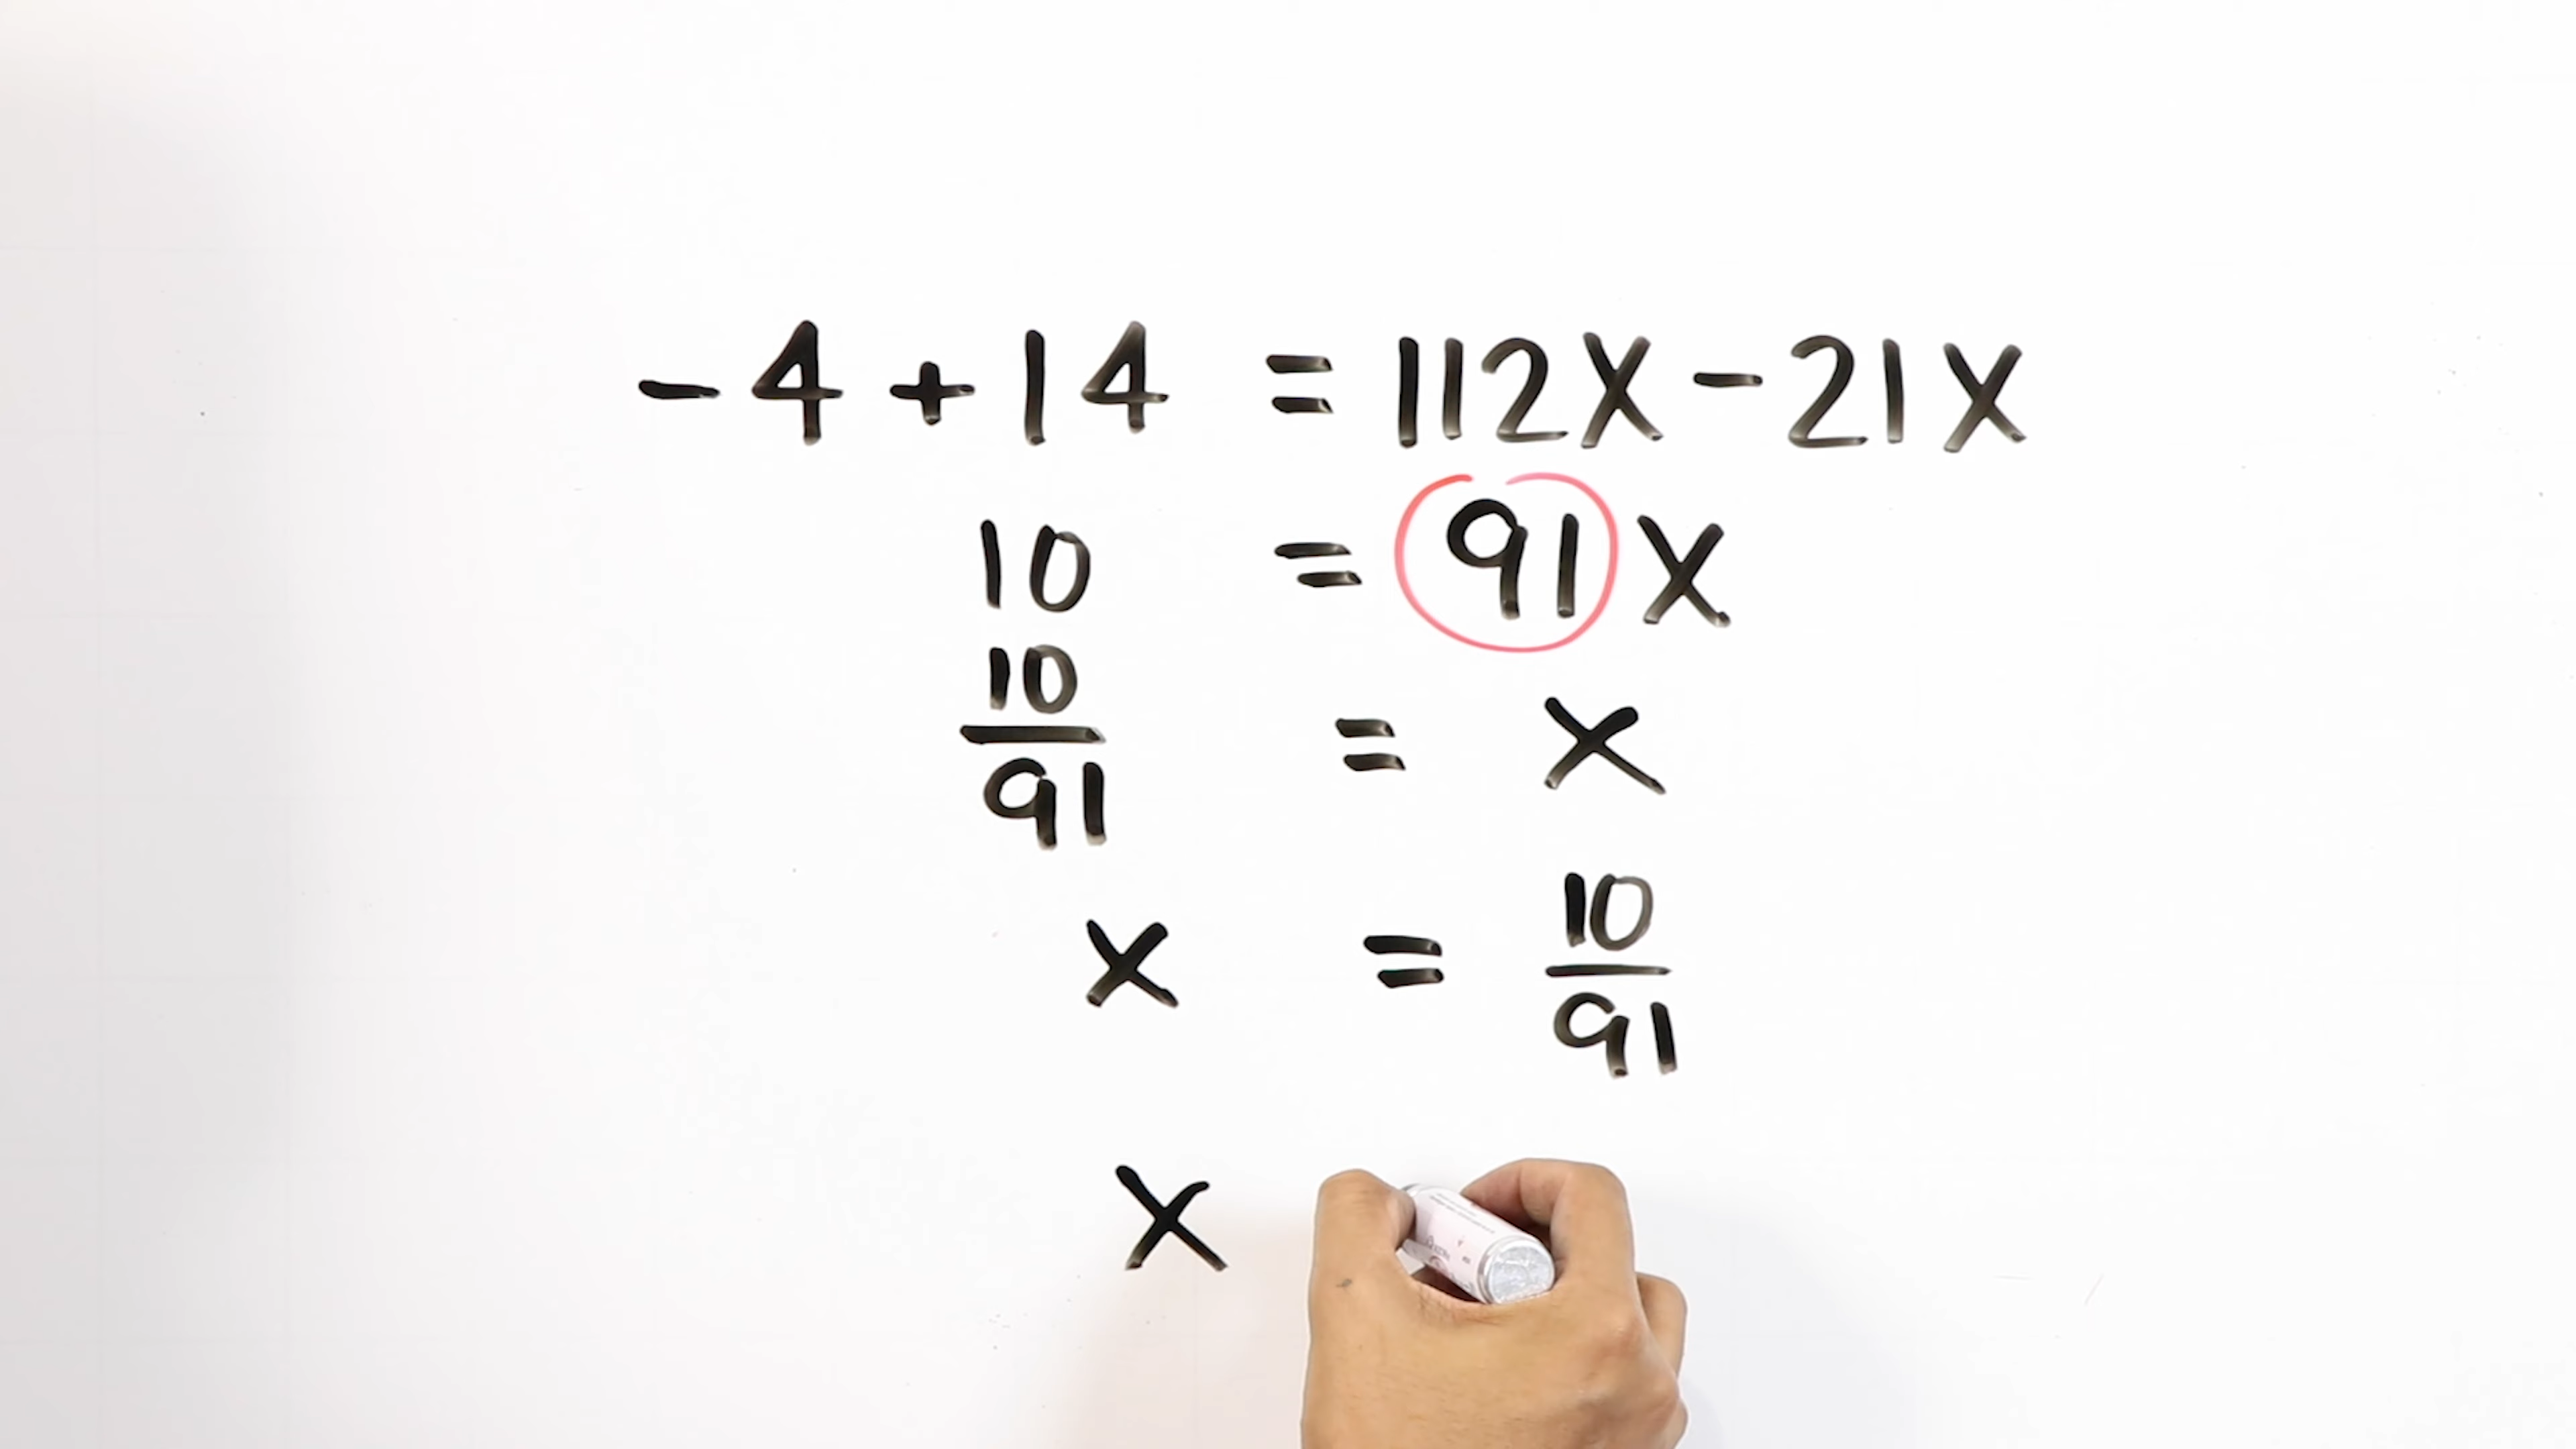 - 4 + 14 = 112x - 21x
10 = 91x
10/91 = x
x = 10/91
x